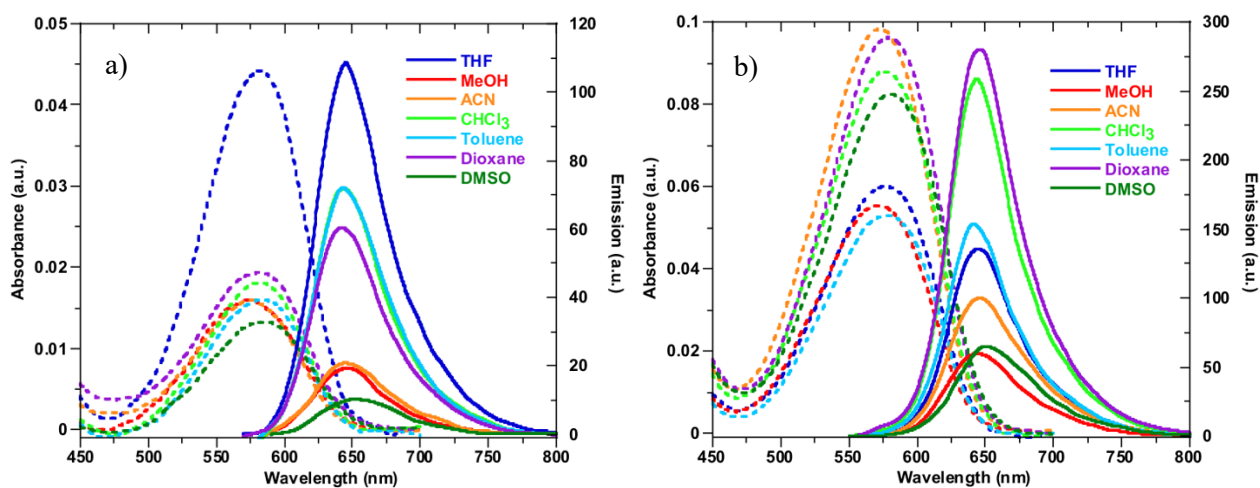 a)
0.05
0.04
0.03
0.02
0.01
0
Absorbance (a.u.)
120
100
80
60
40
20
0
Emission (a.u.)
450 500 550 600 650 700 750 800
Wavelength (nm)
THF
MeOH
ACN
CHCl₃
Toluene
Dioxane
DMSO
b)
0.1
0.08
0.06
0.04
0.02
0
Absorbance (a.u.)
300
250
200
150
100
50
0
Emission (a.u.)
450 500 550 600 650 700 750 800
Wavelength (nm)
THF
MeOH
ACN
CHCl₃
Toluene
Dioxane
DMSO